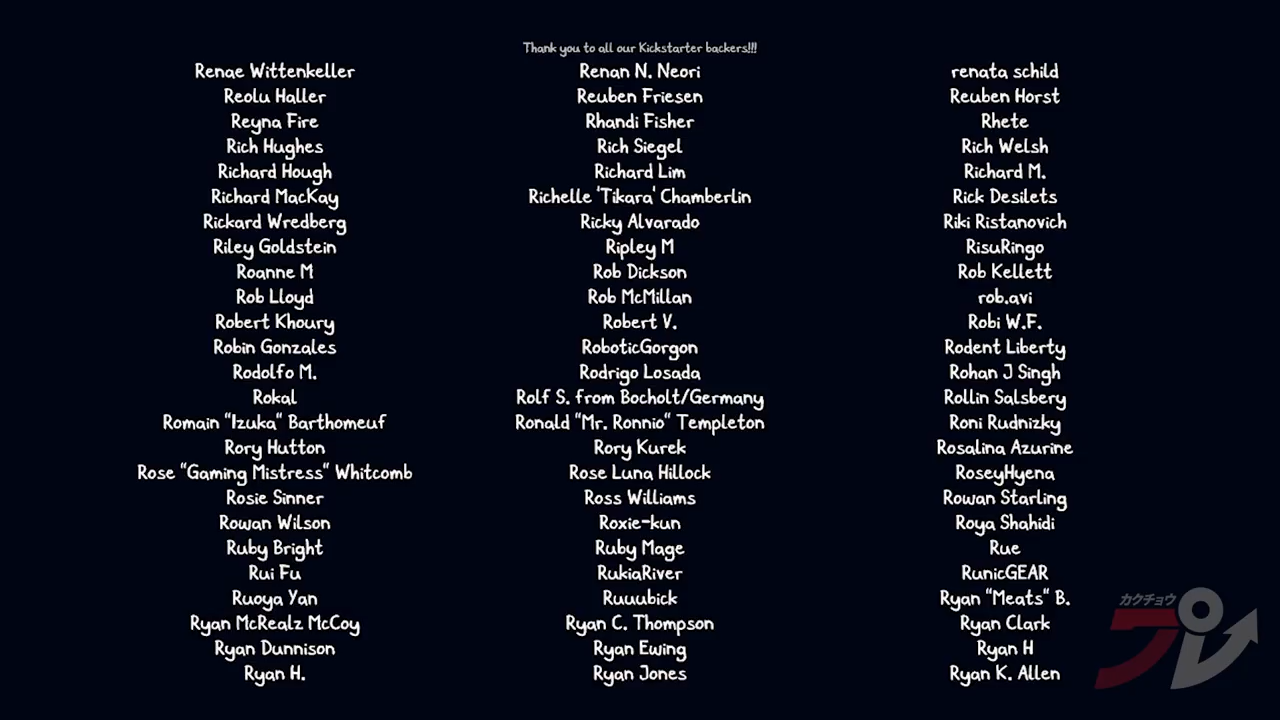 Thank you to all our Kickstarter backers!!!
Renae Wittenkeller Renan N. Neori renata schild
Reolu Haller Reuben Friesen Reuben Horst
Reyna Fire Rhandi Fisher Rhete
Rich Hughes Rich Siegel Rich Welsh
Richard Hough Richard Lim Richard M.
Richard MacKay Richelle 'Tikara' Chamberlin Rick Desilets
Rickard Wredberg Ricky Alvarado Riki Ristanovich
Riley Goldstein Ripley M RisuRingo
Roanne M Rob Dickson Rob Kellett
Rob Lloyd Rob McMillan rob.avi
Robert Khoury Robert V. Robi W.F.
Robin Gonzales RoboticGorgon Rodent Liberty
Rodolfo M. Rodrigo Losada Rohan J Singh
Rokal Rolf S. from Bocholt/Germany Rollin Salsbery
Romain "Izuka" Barthomeuf Ronald "Mr. Ronnio" Templeton Roni Rudnizky
Rory Hutton Rory Kurek Rosalina Azurine
Rose "Gaming Mistress" Whitcomb Rose Luna Hillock RoseyHyena
Rosie Sinner Ross Williams Rowan Starling
Rowan Wilson Roxie-kun Roya Shahidi
Ruby Bright Ruby Mage Rue
Rui Fu RukiaRiver RunicGEAR
Ruoya Yan Ruuubick Ryan "Meats" B.
Ryan McRealz McCoy Ryan C. Thompson Ryan Clark
Ryan Dunnison Ryan Ewing Ryan H
Ryan H. Ryan Jones Ryan K. Allen
カクチョウ
プレ